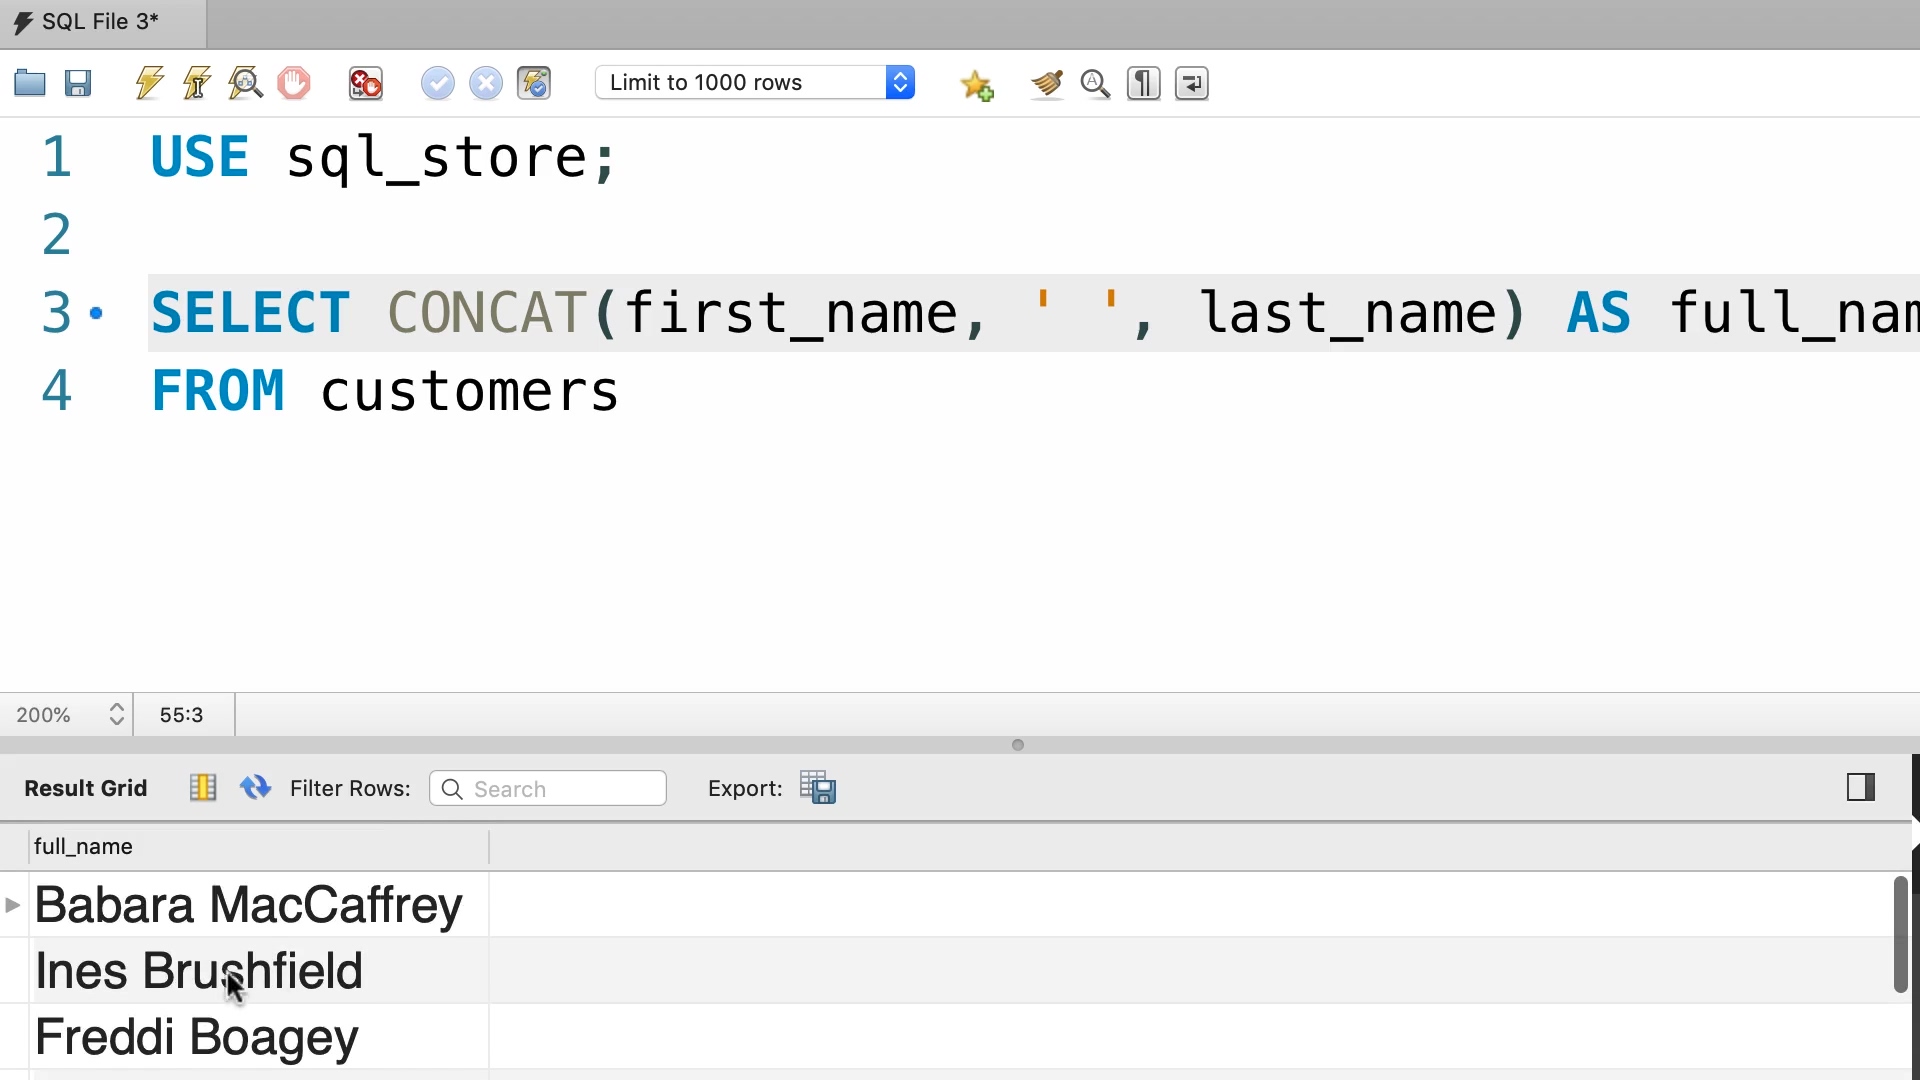 SQL File 3*
Limit to 1000 rows
1 USE sql_store;
2
3 SELECT CONCAT(first_name, ' ', last_name) AS full_nam
4 FROM customers
200% 55:3
Result Grid Filter Rows: Search Export:
full_name
Babara MacCaffrey
Ines Brushfield
Freddi Boagey